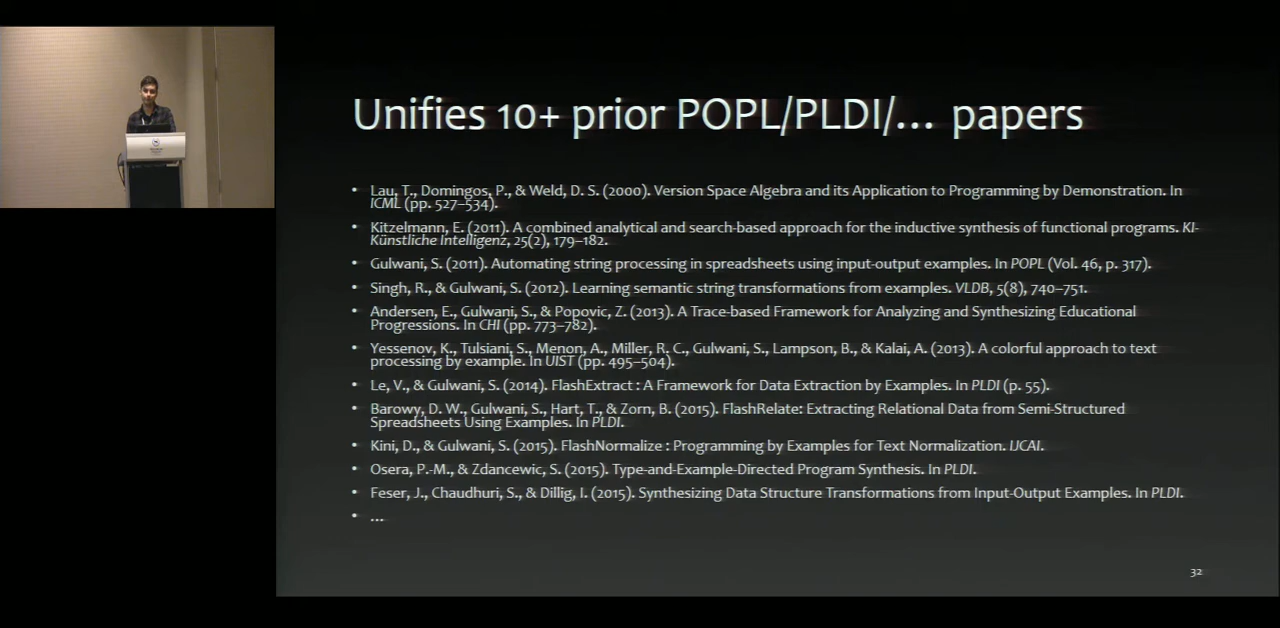 Unifies 10+ prior POPL/PLDI/... papers
• Lau, T., Domingos, P., & Weld, D. S. (2000). Version Space Algebra and its Application to Programming by Demonstration. In
ICML (pp. 527–534).
• Kitzelmann, E. (2011). A combined analytical and search-based approach for the inductive synthesis of functional programs. KI-
Künstliche Intelligenz, 25(2), 179–182.
• Gulwani, S. (2011). Automating string processing in spreadsheets using input-output examples. In POPL (Vol. 46, p. 317).
• Singh, R., & Gulwani, S. (2012). Learning semantic string transformations from examples. VLDB, 5(8), 740–751.
• Andersen, E., Gulwani, S., & Popovic, Z. (2013). A Trace-based Framework for Analyzing and Synthesizing Educational
Progressions. In CHI (pp. 773–782).
• Yessenov, K., Tulsiani, S., Menon, A., Miller, R. C., Gulwani, S., Lampson, B., & Kalai, A. (2013). A colorful approach to text
processing by example. In UIST (pp. 495–504).
• Le, V., & Gulwani, S. (2014). FlashExtract : A Framework for Data Extraction by Examples. In PLDI (p. 55).
• Barowy, D. W., Gulwani, S., Hart, T., & Zorn, B. (2015). FlashRelate: Extracting Relational Data from Semi-Structured
Spreadsheets Using Examples. In PLDI.
• Kini, D., & Gulwani, S. (2015). FlashNormalize : Programming by Examples for Text Normalization. IJCAI.
• Osera, P.-M., & Zdancewic, S. (2015). Type-and-Example-Directed Program Synthesis. In PLDI.
• Feser, J., Chaudhuri, S., & Dillig, I. (2015). Synthesizing Data Structure Transformations from Input-Output Examples. In PLDI.
• ...
32